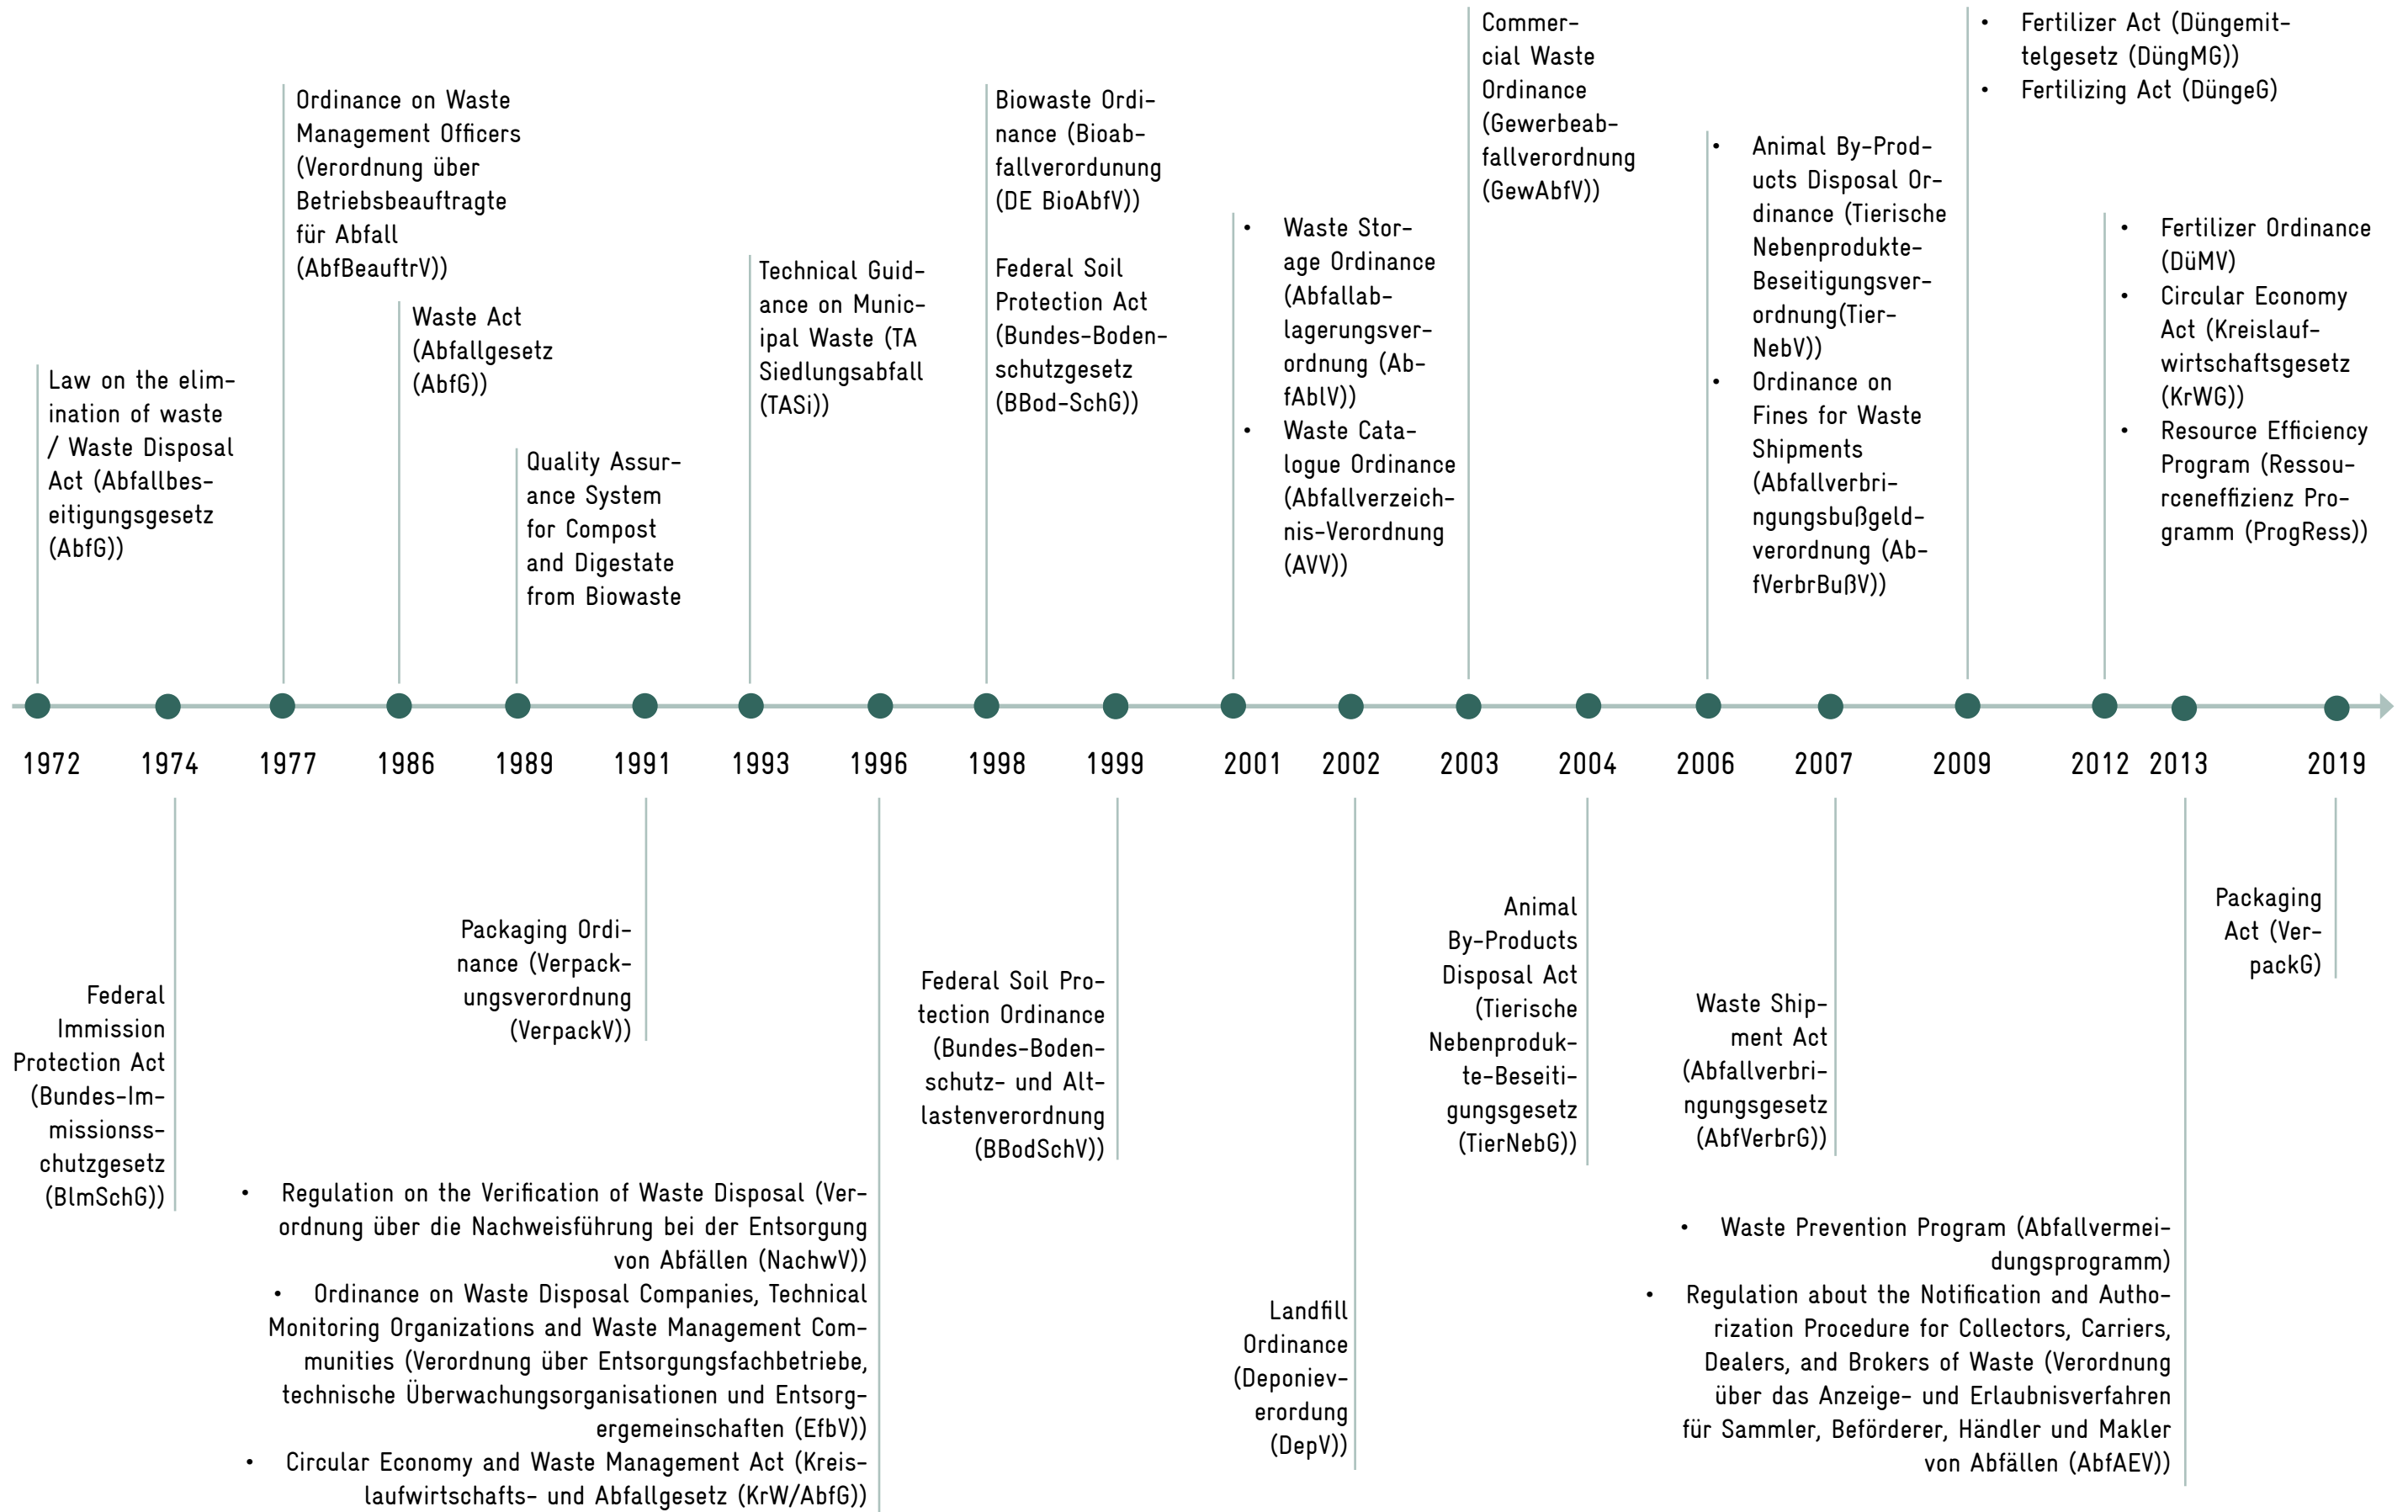 Ordinance on Waste
Management Officers
(Verordnung über
Betriebsbeauftragte
für Abfall
(AbfBeauftrV))
Law on the elim-
ination of waste
/ Waste Disposal
Act (Abfallbes-
eitigungsgesetz
(AbfG))
Waste Act
(Abfallgesetz
(AbfG))
Quality Assur-
ance System
for Compost
and Digestate
from Biowaste
Technical Guid-
ance on Munic-
ipal Waste (TA
Siedlungsabfall
(TASi))
Biowaste Ordi-
nance (Bioab-
fallverordunung
(DE BioAbfV))
Federal Soil
Protection Act
(Bundes-Boden-
schutzgesetz
(BBod-SchG))
• Waste Stor-
age Ordinance
(Abfallab-
lagerungsver-
ordnung (Ab-
fAblV))
• Waste Cata-
logue Ordinance
(Abfallverzeich-
nis-Verordnung
(AVV))
Commer-
cial Waste
Ordinance
(Gewerbeab-
fallverordnung
(GewAbfV))
• Animal By-Prod-
ucts Disposal Or-
dinance (Tierische
Nebenprodukte-
Beseitigungsver-
ordnung(Tier-
NebV))
• Ordinance on
Fines for Waste
Shipments
(Abfallverbri-
ngungsbußgeld-
verordnung (Ab-
fVerbrBußV))
• Fertilizer Act (Düngemit-
telgesetz (DüngMG))
• Fertilizing Act (DüngeG)
• Fertilizer Ordinance
(DüMV)
• Circular Economy
Act (Kreislauf-
wirtschaftsgesetz
(KrWG))
• Resource Efficiency
Program (Ressou-
rceneffizienz Pro-
gramm (ProgRess))
1972 1974 1977 1986 1989 1991 1993 1996 1998 1999 2001 2002 2003 2004 2006 2007 2009 2012 2013 2019
Federal
Immission
Protection Act
(Bundes-Im-
missionss-
chutzgesetz
(BlmSchG))
Packaging Ordi-
nance (Verpack-
ungsverordnung
(VerpackV))
• Regulation on the Verification of Waste Disposal (Ver-
ordnung über die Nachweisführung bei der Entsorgung
von Abfällen (NachwV))
• Ordinance on Waste Disposal Companies, Technical
Monitoring Organizations and Waste Management Com-
munities (Verordnung über Entsorgungsfachbetriebe,
technische Überwachungsorganisationen und Entsorg-
ergemeinschaften (EfbV))
• Circular Economy and Waste Management Act (Kreis-
laufwirtschafts- und Abfallgesetz (KrW/AbfG))
Federal Soil Pro-
tection Ordinance
(Bundes-Boden-
schutz- und Alt-
lastenverordnung
(BBodSchV))
Landfill
Ordinance
(Deponiev-
erordung
(DepV))
Animal
By-Products
Disposal Act
(Tierische
Nebenproduk-
te-Beseiti-
gungsgesetz
(TierNebG))
Waste Ship-
ment Act
(Abfallverbri-
ngungsgesetz
(AbfVerbrG))
• Waste Prevention Program (Abfallvermei-
dungsprogramm)
• Regulation about the Notification and Autho-
rization Procedure for Collectors, Carriers,
Dealers, and Brokers of Waste (Verordnung
über das Anzeige- und Erlaubnisverfahren
für Sammler, Beförderer, Händler und Makler
von Abfällen (AbfAEV))
Packaging
Act (Ver-
packG)